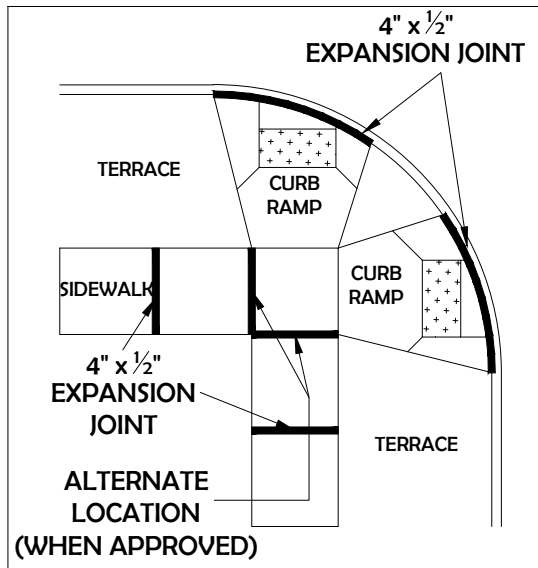 4" x ½"
EXPANSION JOINT
TERRACE
CURB
RAMP
SIDEWALK
CURB
RAMP
4" x ½"
EXPANSION
JOINT
TERRACE
ALTERNATE
LOCATION
(WHEN APPROVED)